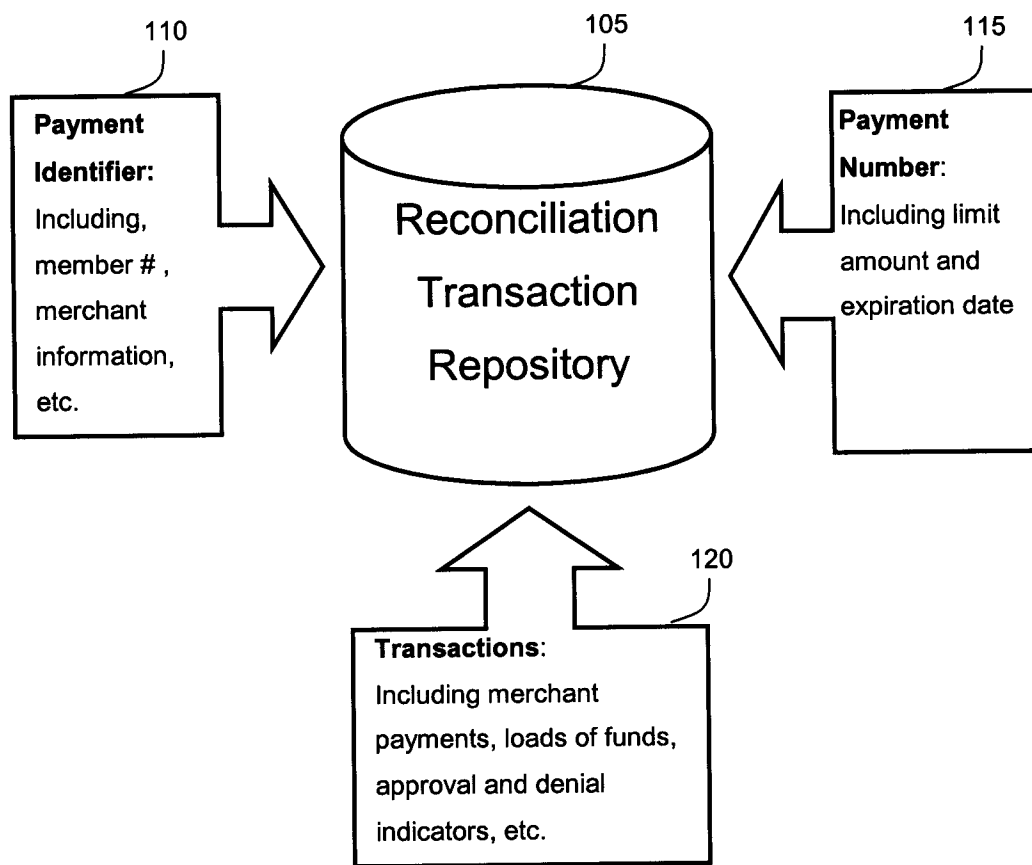 110
Payment
Identifier:
Including,
member # ,
merchant
information,
etc.
105
Reconciliation
Transaction
Repository
115
Payment
Number:
Including limit
amount and
expiration date
120
Transactions:
Including merchant
payments, loads of funds,
approval and denial
indicators, etc.